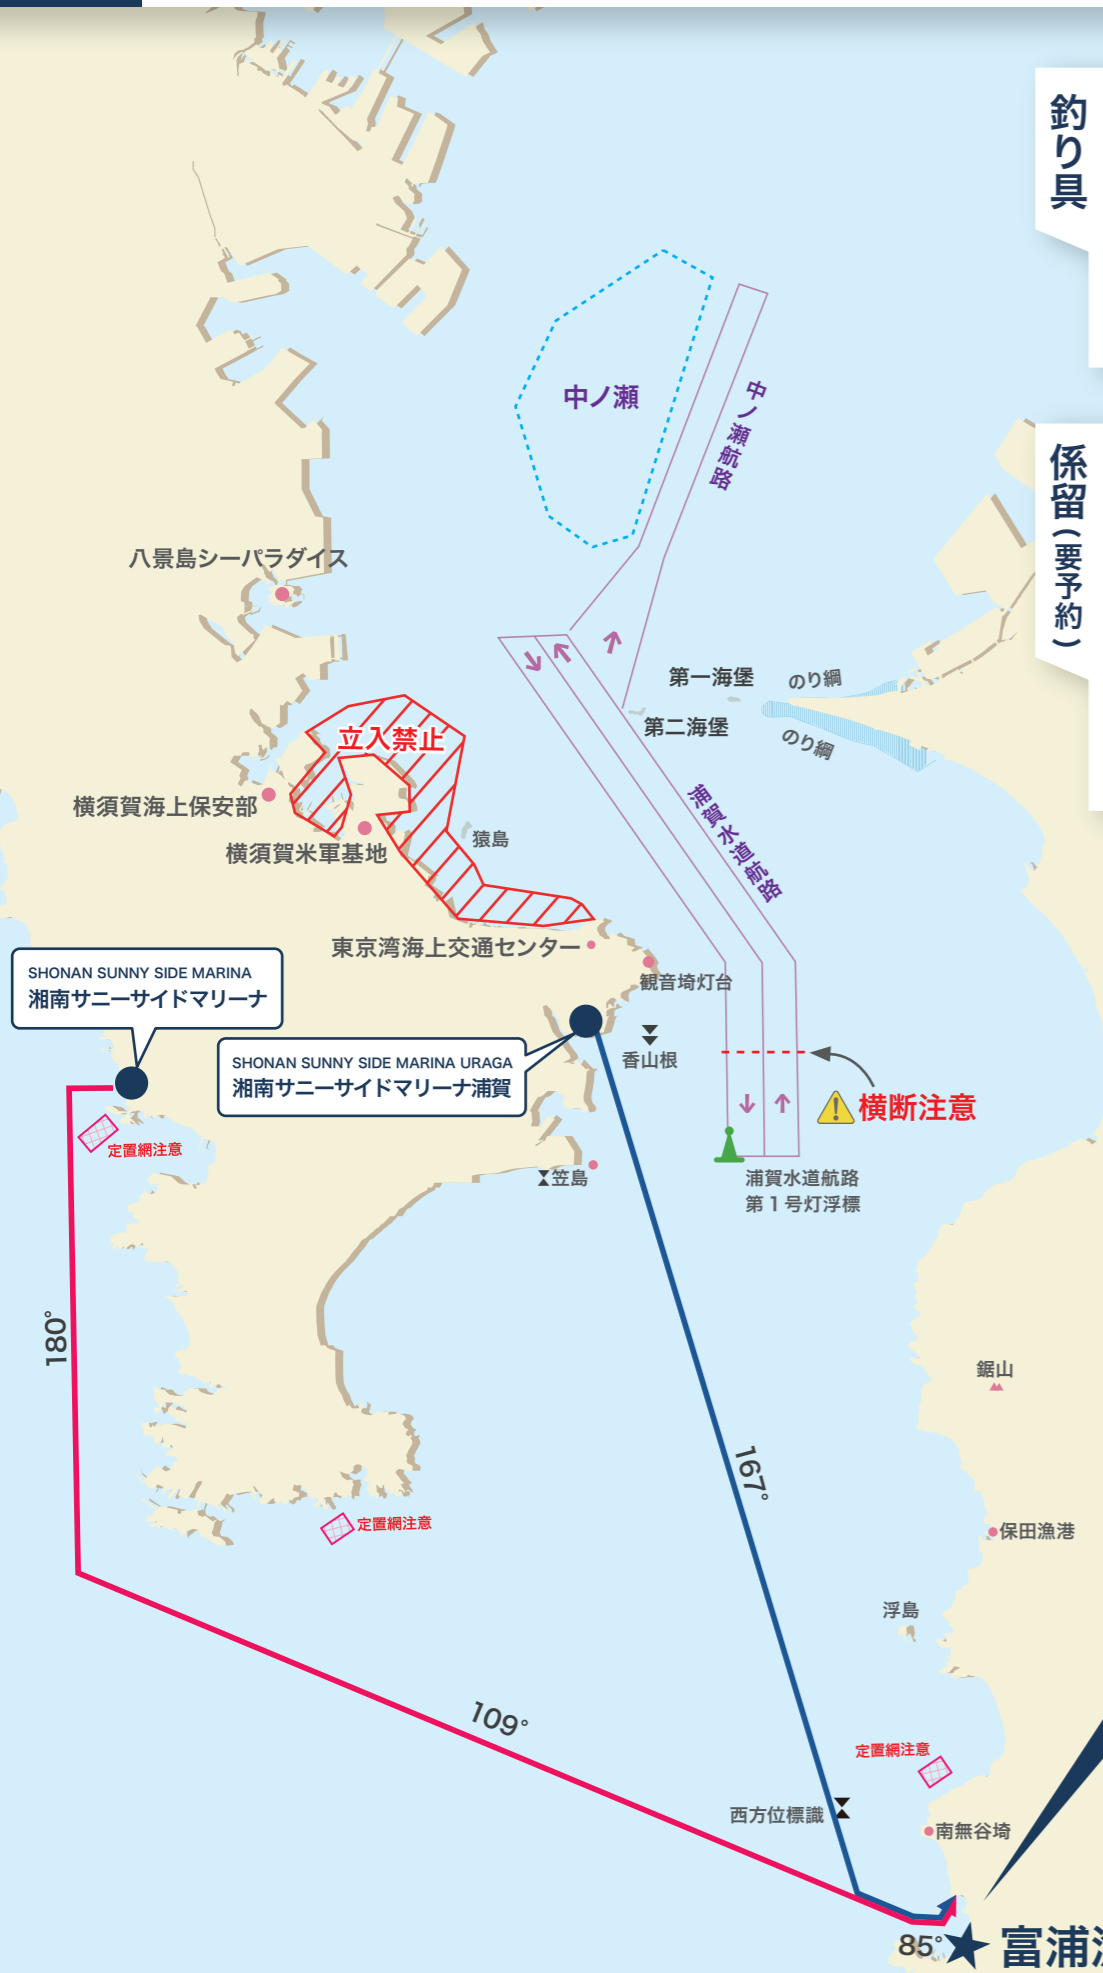 釣り具
係留(要予約)
中ノ瀬
中ノ瀬航路
八景島シーパラダイス
第一海堡
のり網
第二海堡
のり網
立入禁止
横須賀海上保安部
横須賀米軍基地
猿島
浦賀水道航路
東京湾海上交通センター
観音埼灯台
SHONAN SUNNY SIDE MARINA
湘南サニーサイドマリーナ
SHONAN SUNNY SIDE MARINA URAGA
湘南サニーサイドマリーナ浦賀
香山根
横断注意
定置網注意
笠島
浦賀水道航路
第1号灯浮標
180°
鋸山
167°
定置網注意
保田漁港
浮島
109°
定置網注意
西方位標識
南無谷埼
85°
富浦